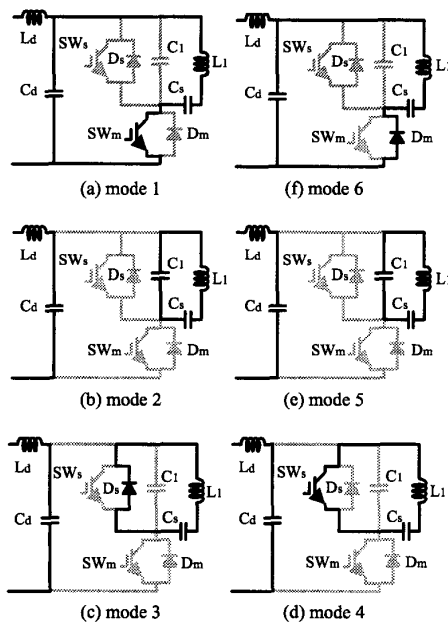 Ld
SWs
Ds
C1
L1
Cs
Cd
SWm
Dm
(a) mode 1
Ld
SWs
Ds
C1
L1
Cs
Cd
SWm
Dm
(f) mode 6
Ld
SWs
Ds
C1
L1
Cs
Cd
SWm
Dm
(b) mode 2
Ld
SWs
Ds
C1
L1
Cs
Cd
SWm
Dm
(e) mode 5
Ld
SWs
Ds
C1
L1
Cs
Cd
SWm
Dm
(c) mode 3
Ld
SWs
Ds
C1
L1
Cs
Cd
SWm
Dm
(d) mode 4